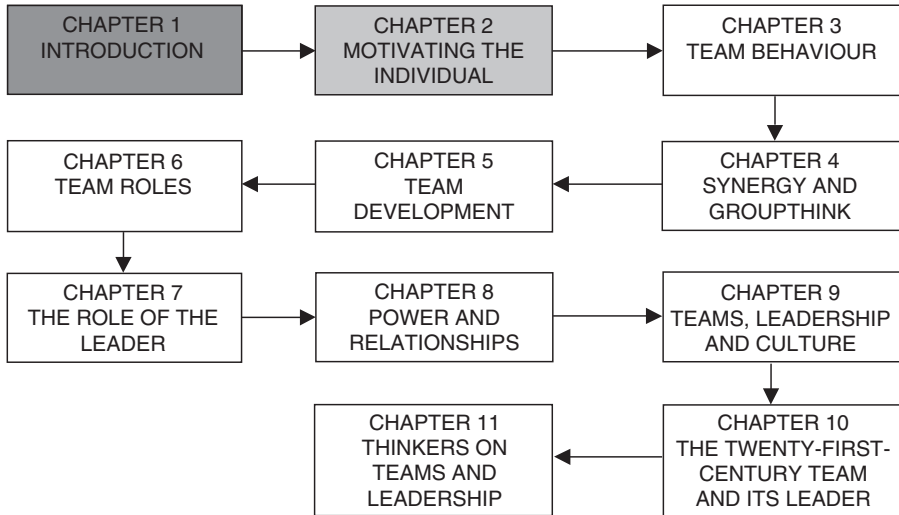 CHAPTER 1
INTRODUCTION
CHAPTER 2
MOTIVATING THE
INDIVIDUAL
CHAPTER 3
TEAM BEHAVIOUR
CHAPTER 4
SYNERGY AND
GROUPTHINK
CHAPTER 5
TEAM
DEVELOPMENT
CHAPTER 6
TEAM ROLES
CHAPTER 7
THE ROLE OF THE
LEADER
CHAPTER 8
POWER AND
RELATIONSHIPS
CHAPTER 9
TEAMS, LEADERSHIP
AND CULTURE
CHAPTER 10
THE TWENTY-FIRST-
CENTURY TEAM
AND ITS LEADER
CHAPTER 11
THINKERS ON
TEAMS AND
LEADERSHIP